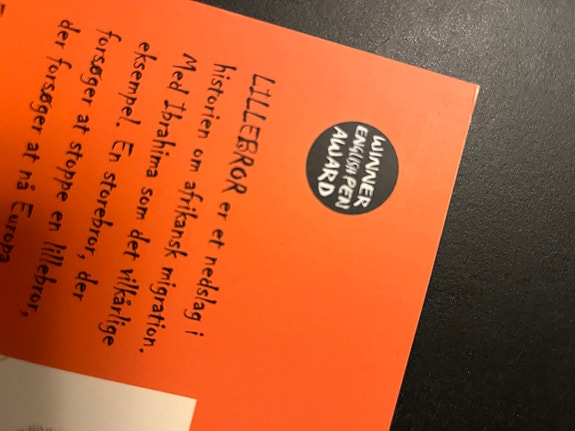 WINNER
ENGLISH PEN
AWARD
LILLEBROR er et nedslag i
historien om afrikansk migration.
Med Ibrahima som det vilkårlige
eksempel. En storebror, der
forsøger at stoppe en lillebror,
der forsøger at nå Europa